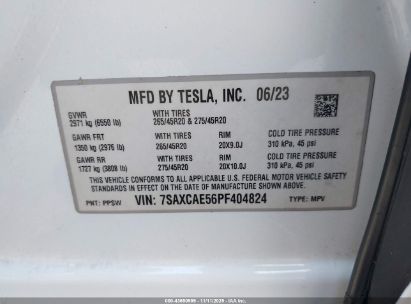 MFD BY TESLA, INC. 06/23
GVWR WITH TIRES
2971 kg (6550 lb) 265/45R20 & 275/45R20
GAWR FRT WITH TIRES RIM COLD TIRE PRESSURE
1350 kg (2976 lb) 265/45R20 20X9.0J 310 kPa, 45 psi
GAWR RR WITH TIRES RIM COLD TIRE PRESSURE
1727 kg (3808 lb) 275/45R20 20X10.0J 310 kPa, 45 psi
THIS VEHICLE CONFORMS TO ALL APPLICABLE U.S. FEDERAL MOTOR VEHICLE SAFETY
STANDARDS IN EFFECT ON THE DATE OF MANUFACTURE SHOWN ABOVE.
PNT: PPSW VIN: 7SAXCAE56PF404824 TYPE: MPV
11/11/2025